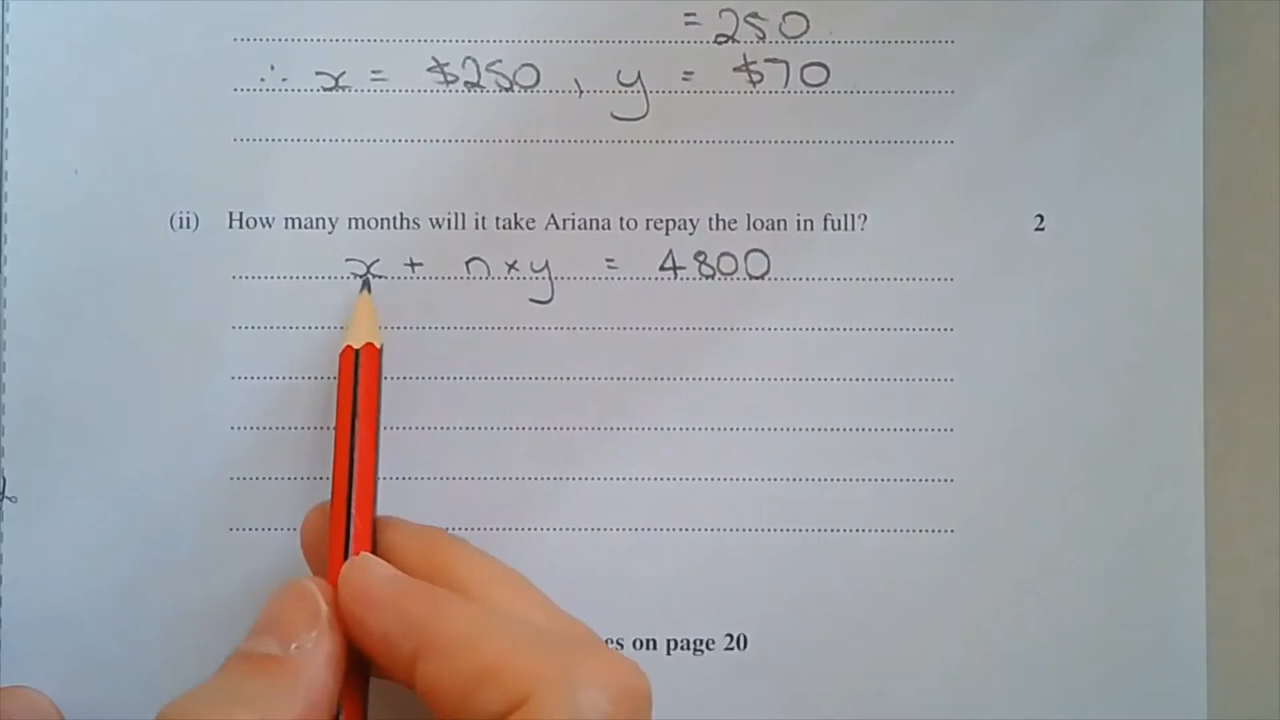 = 250
∴ x = $250 , y = $70
(ii) How many months will it take Ariana to repay the loan in full? 2
x + n × y = 4800
on page 20